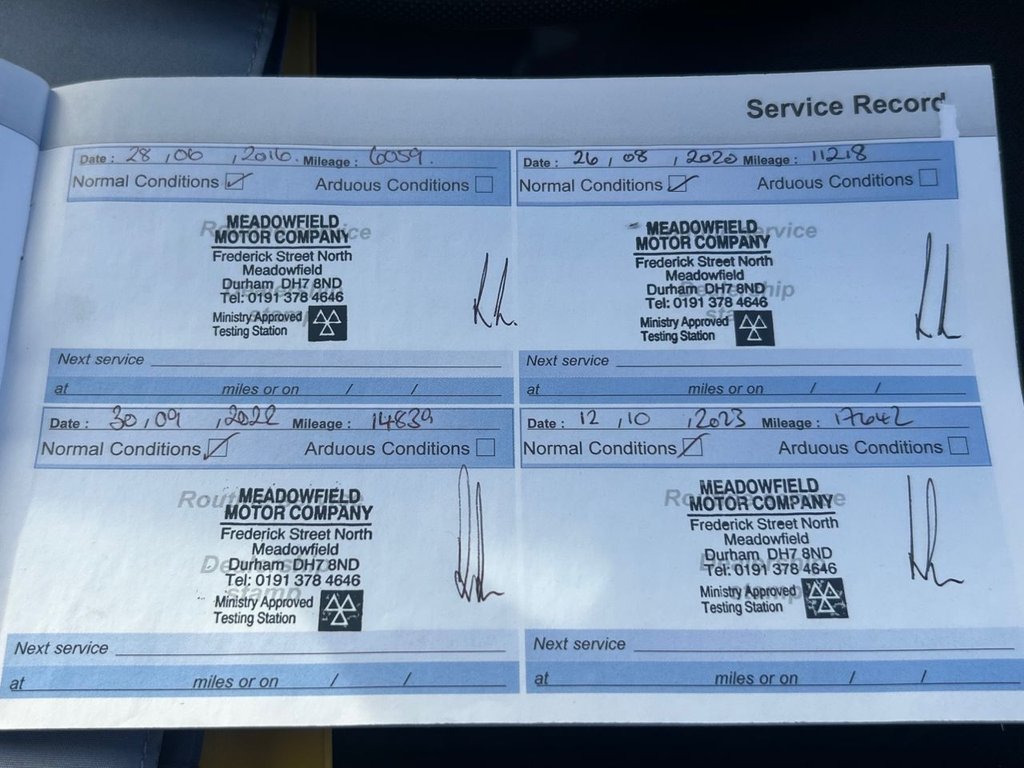 Service Record
Date : 28 , 06 , 2016. Mileage : 6059.
Normal Conditions Arduous Conditions
MEADOWFIELD
MOTOR COMPANY
Frederick Street North
Meadowfield
Durham DH7 8ND
Tel: 0191 378 4646
Ministry Approved
Testing Station
Next service
at miles or on / /
Date : 26 , 08 , 2020 Mileage : 11218
Normal Conditions Arduous Conditions
MEADOWFIELD
MOTOR COMPANY
Frederick Street North
Meadowfield
Durham DH7 8ND
Tel: 0191 378 4646
Ministry Approved
Testing Station
Next service
at miles or on / /
Date : 30 , 09 , 2022 Mileage : 14839
Normal Conditions Arduous Conditions
MEADOWFIELD
MOTOR COMPANY
Frederick Street North
Meadowfield
Durham DH7 8ND
Tel: 0191 378 4646
Ministry Approved
Testing Station
Next service
at miles or on / /
Date : 12 , 10 , 2023 Mileage : 17642
Normal Conditions Arduous Conditions
MEADOWFIELD
MOTOR COMPANY
Frederick Street North
Meadowfield
Durham DH7 8ND
Tel: 0191 378 4646
Ministry Approved
Testing Station
Next service
at miles or on / /